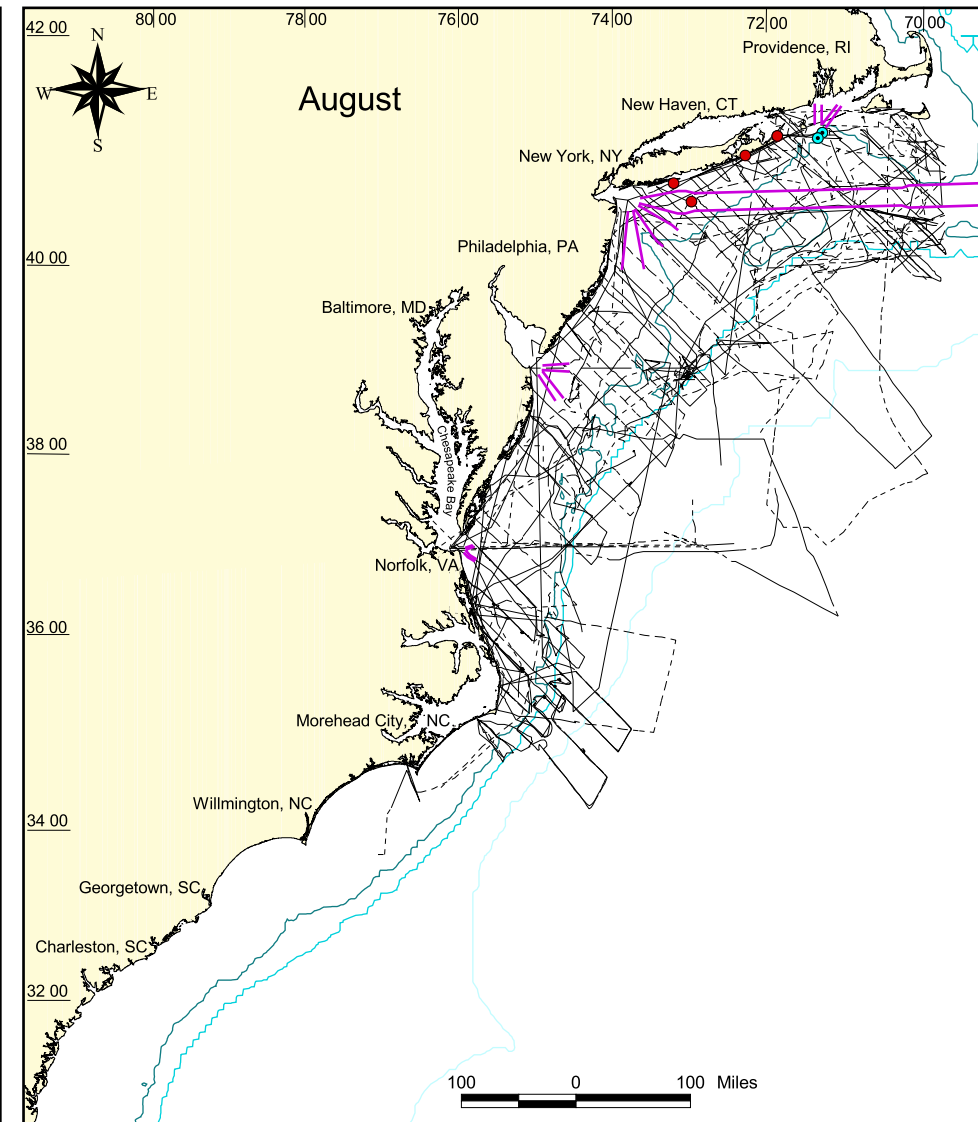 80 00 78 00 76 00 74 00 72 00 70 00
42 00
N
Providence, RI
W E
August
New Haven, CT
S
New York, NY
Philadelphia, PA
40 00
Baltimore, MD
38 00
Chesapeake Bay
Norfolk, VA
36 00
Morehead City, NC
Willmington, NC
34 00
Georgetown, SC
Charleston, SC
32 00
100 0 100 Miles